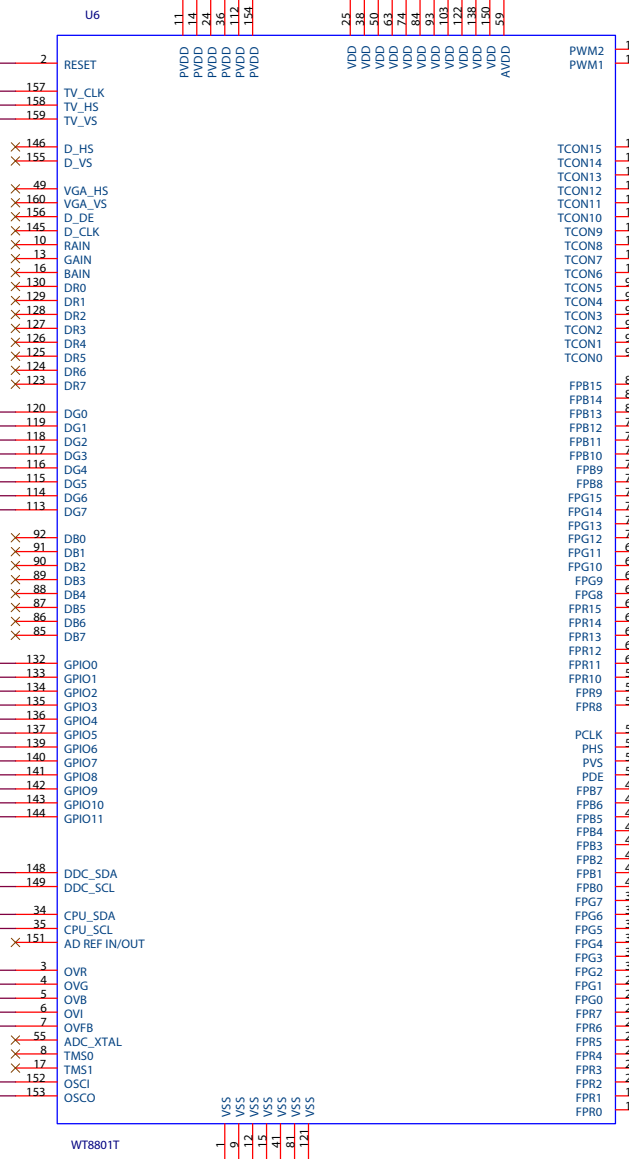 U6
11 14 24 36 112 154 25 38 50 63 74 84 93 103 122 138 150 59
PVDD PVDD PVDD PVDD PVDD PVDD VDD VDD VDD VDD VDD VDD VDD VDD VDD VDD VDD AVDD
PWM2
2 RESET PWM1
157 TV_CLK
158 TV_HS
159 TV_VS
146 D_HS TCON15
155 D_VS TCON14
TCON13
49 VGA_HS TCON12
160 VGA_VS TCON11
156 D_DE TCON10
145 D_CLK TCON9
10 RAIN TCON8
13 GAIN TCON7
16 BAIN TCON6
130 DR0 TCON5
129 DR1 TCON4
128 DR2 TCON3
127 DR3 TCON2
126 DR4 TCON1
125 DR5 TCON0
124 DR6
123 DR7 FPB15
FPB14
120 DG0 FPB13
119 DG1 FPB12
118 DG2 FPB11
117 DG3 FPB10
116 DG4 FPB9
115 DG5 FPB8
114 DG6 FPG15
113 DG7 FPG14
FPG13
92 DB0 FPG12
91 DB1 FPG11
90 DB2 FPG10
89 DB3 FPG9
88 DB4 FPG8
87 DB5 FPR15
86 DB6 FPR14
85 DB7 FPR13
FPR12
132 GPIO0 FPR11
133 GPIO1 FPR10
134 GPIO2 FPR9
135 GPIO3 FPR8
136 GPIO4
137 GPIO5 PCLK
139 GPIO6 PHS
140 GPIO7 PVS
141 GPIO8 PDE
142 GPIO9 FPB7
143 GPIO10 FPB6
144 GPIO11 FPB5
FPB4
FPB3
FPB2
148 DDC_SDA FPB1
149 DDC_SCL FPB0
FPG7
34 CPU_SDA FPG6
35 CPU_SCL FPG5
151 AD REF IN/OUT FPG4
FPG3
3 OVR FPG2
4 OVG FPG1
5 OVB FPG0
6 OVI FPR7
7 OVFB FPR6
55 ADC_XTAL FPR5
8 TMS0 FPR4
17 TMS1 FPR3
152 OSCI FPR2
153 OSCO FPR1
FPR0
VSS VSS VSS VSS VSS VSS VSS
1 9 12 15 41 81 121
WT8801T